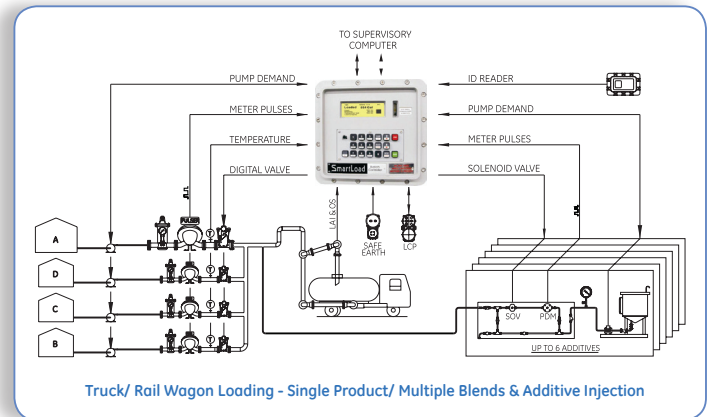 TO SUPERVISORY
COMPUTER
PUMP DEMAND
ID READER
PUMP DEMAND
METER PULSES
METER PULSES
TEMPERATURE
DIGITAL VALVE
SOLENOID VALVE
SmartLoad
LAI & OS
SAFE
EARTH
LCP
PULSER
A
D
C
B
T
T
T
T
SOV
PDM
UP TO 6 ADDITIVES
Truck/ Rail Wagon Loading - Single Product/ Multiple Blends & Additive Injection